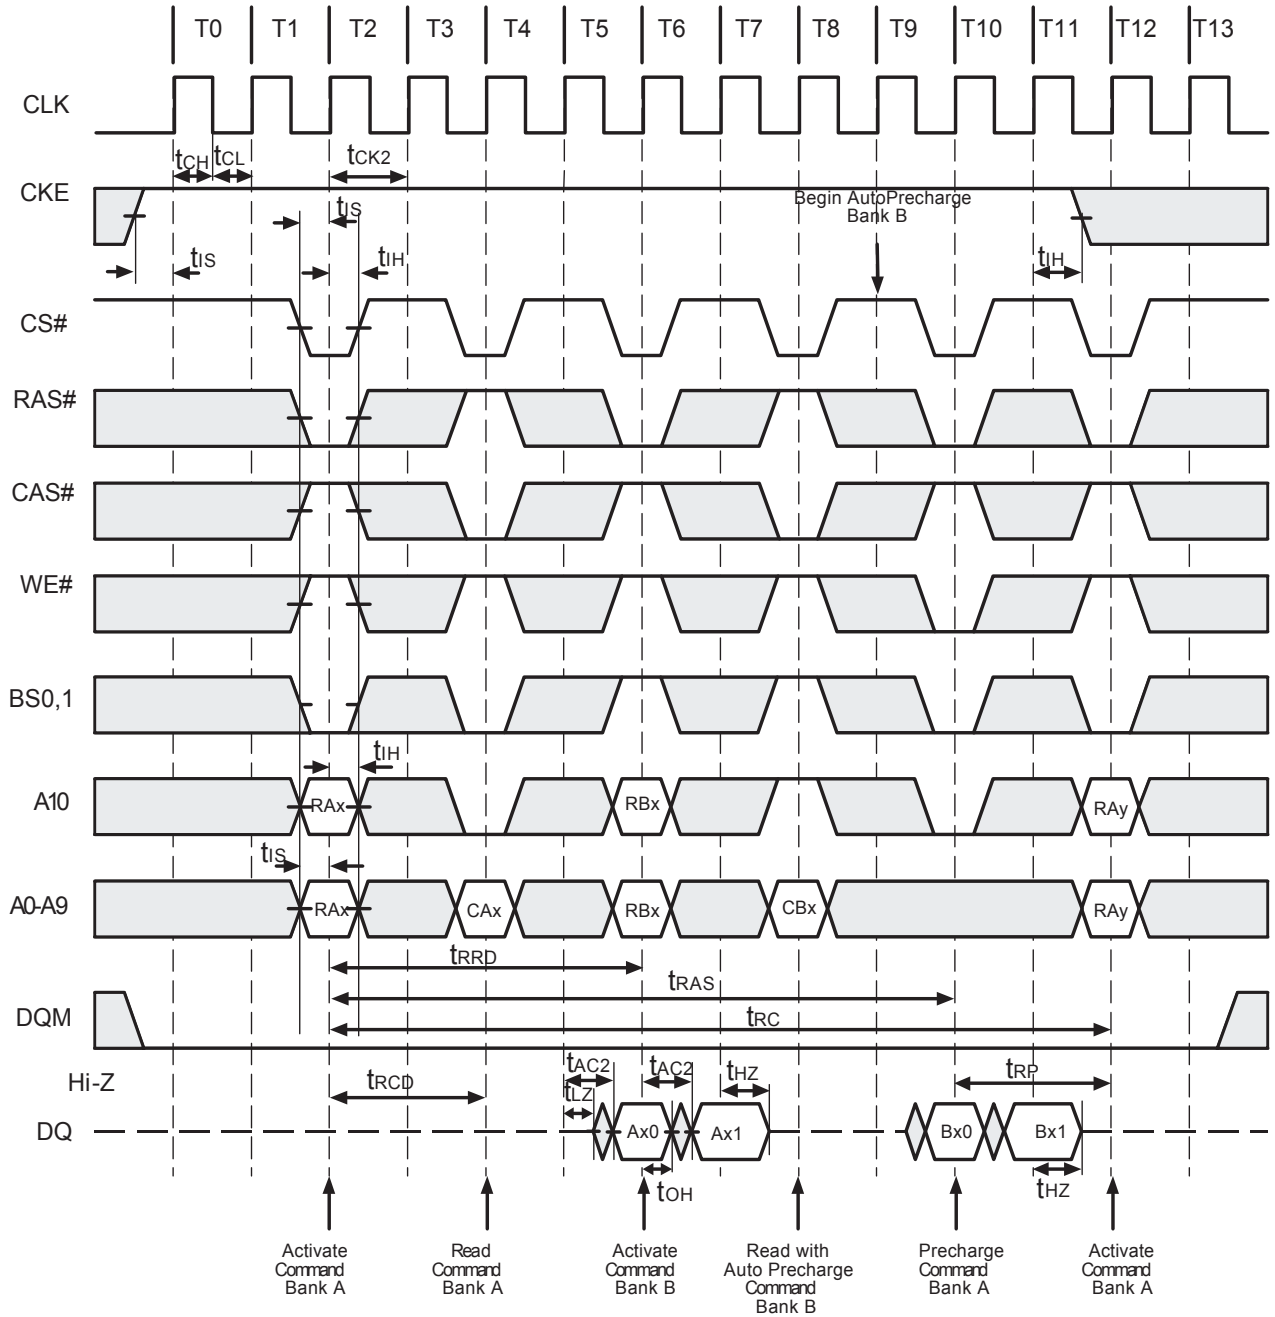 T0 T1 T2 T3 T4 T5 T6 T7 T8 T9 T10 T11 T12 T13
CLK
tCH tCL tCK2
CKE
Begin AutoPrecharge
Bank B
tIS
tIS tIH tIH
CS#
RAS#
CAS#
WE#
BS0,1
tIH
A10 RAx RBx RAy
tIS
A0-A9 RAx CAx RBx CBx RAy
tRRD
tRAS
DQM tRC
Hi-Z tRCD tAC2 tAC2 tHZ tRP
tLZ
DQ Ax0 Ax1 Bx0 Bx1
tOH tHZ
Activate
Command
Bank A
Read
Command
Bank A
Activate
Command
Bank B
Read with
Auto Precharge
Command
Bank B
Precharge
Command
Bank A
Activate
Command
Bank A